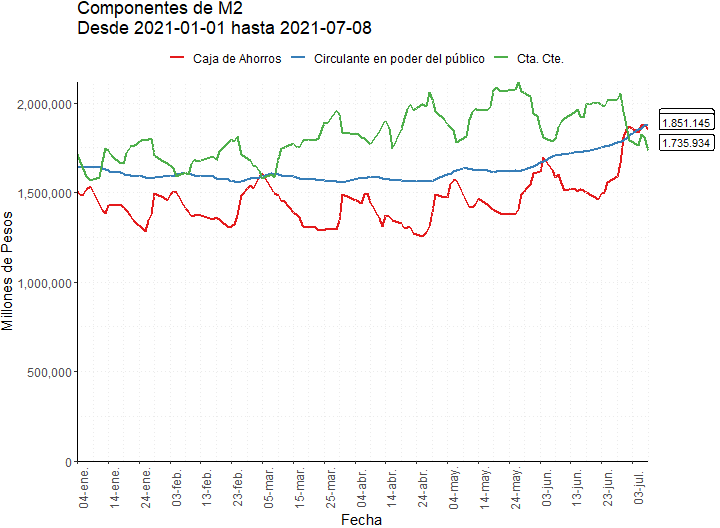 Componentes de M2
Desde 2021-01-01 hasta 2021-07-08
Caja de Ahorros Circulante en poder del público Cta. Cte.
Millones de Pesos
2,000,000
1,500,000
1,000,000
500,000
0
1.851.145
1.735.934
04-ene.
14-ene.
24-ene.
03-feb.
13-feb.
23-feb.
05-mar.
15-mar.
25-mar.
04-abr.
14-abr.
24-abr.
04-may.
14-may.
24-may.
03-jun.
13-jun.
23-jun.
03-jul.
Fecha